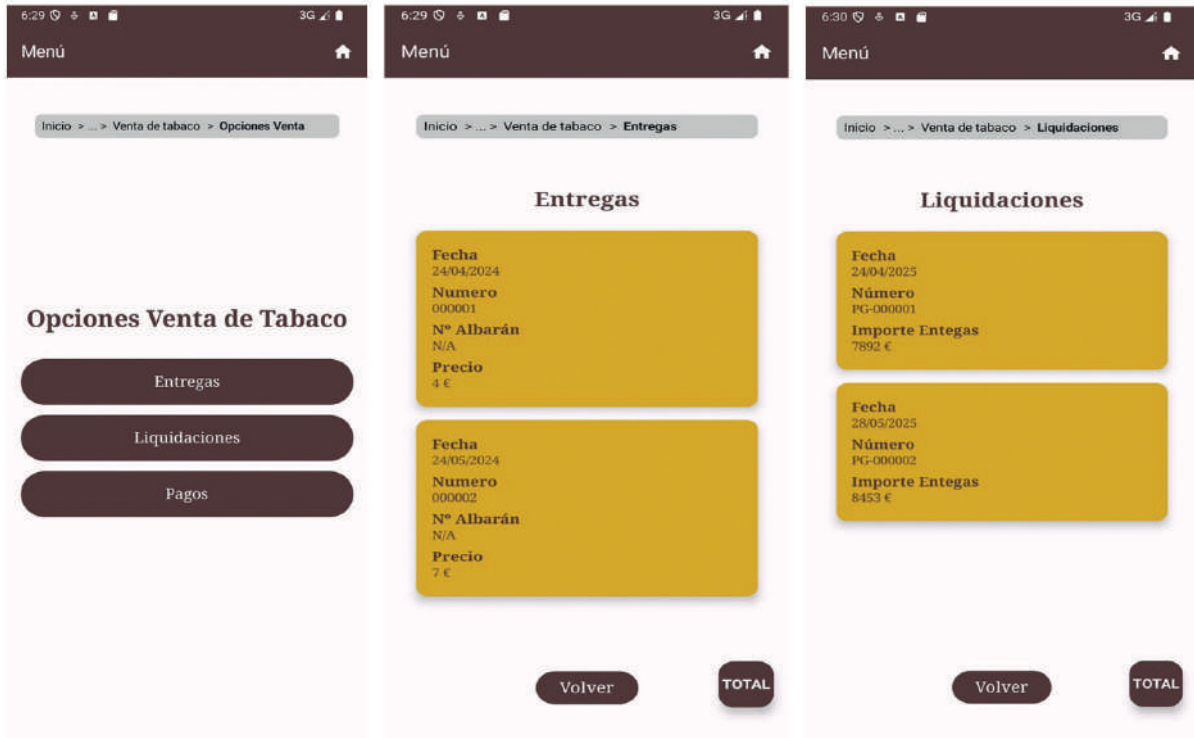 6:29 3G
Menú
Inicio > ... > Venta de tabaco > Opciones Venta
Opciones Venta de Tabaco
Entregas
Liquidaciones
Pagos
6:29 3G
Menú
Inicio > ... > Venta de tabaco > Entregas
Entregas
Fecha
24/04/2024
Numero
000001
Nº Albarán
N/A
Precio
4 €
Fecha
24/05/2024
Numero
000002
Nº Albarán
N/A
Precio
7 €
Volver
TOTAL
6:30 3G
Menú
Inicio > ... > Venta de tabaco > Liquidaciones
Liquidaciones
Fecha
24/04/2025
Número
PG-000001
Importe Entegas
7892 €
Fecha
28/05/2025
Número
PG-000002
Importe Entegas
8453 €
Volver
TOTAL